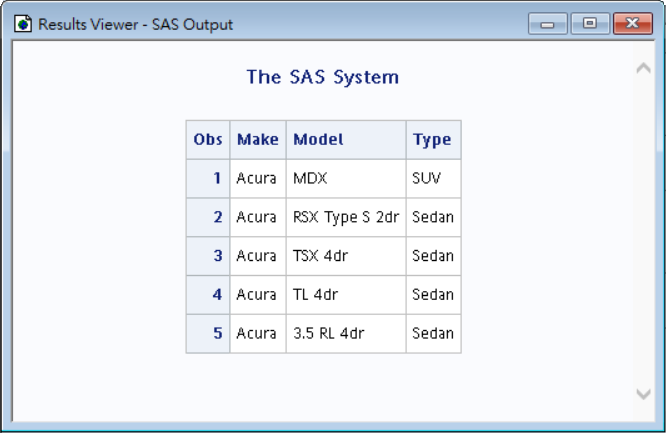 Results Viewer - SAS Output
The SAS System
Obs Make Model Type
1 Acura MDX SUV
2 Acura RSX Type S 2dr Sedan
3 Acura TSX 4dr Sedan
4 Acura TL 4dr Sedan
5 Acura 3.5 RL 4dr Sedan